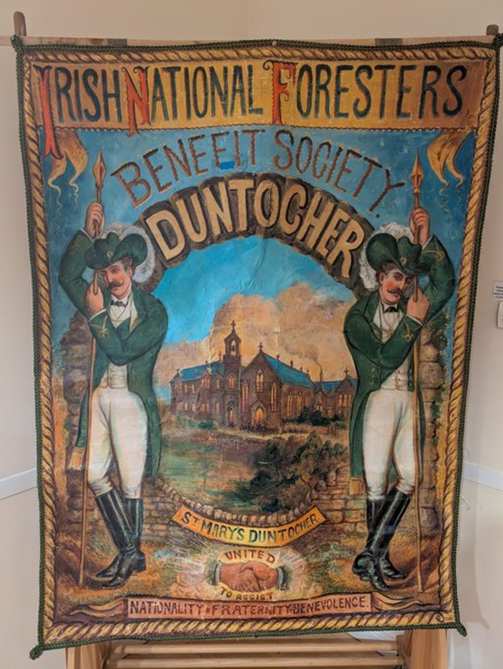 IRISH NATIONAL FORESTERS
BENEFIT SOCIETY.
DUNTOCHER
ST MARYS DUNTOCHER
UNITED
TO ASSIST
NATIONALITY·FRATERNITY·BENEVOLENCE.